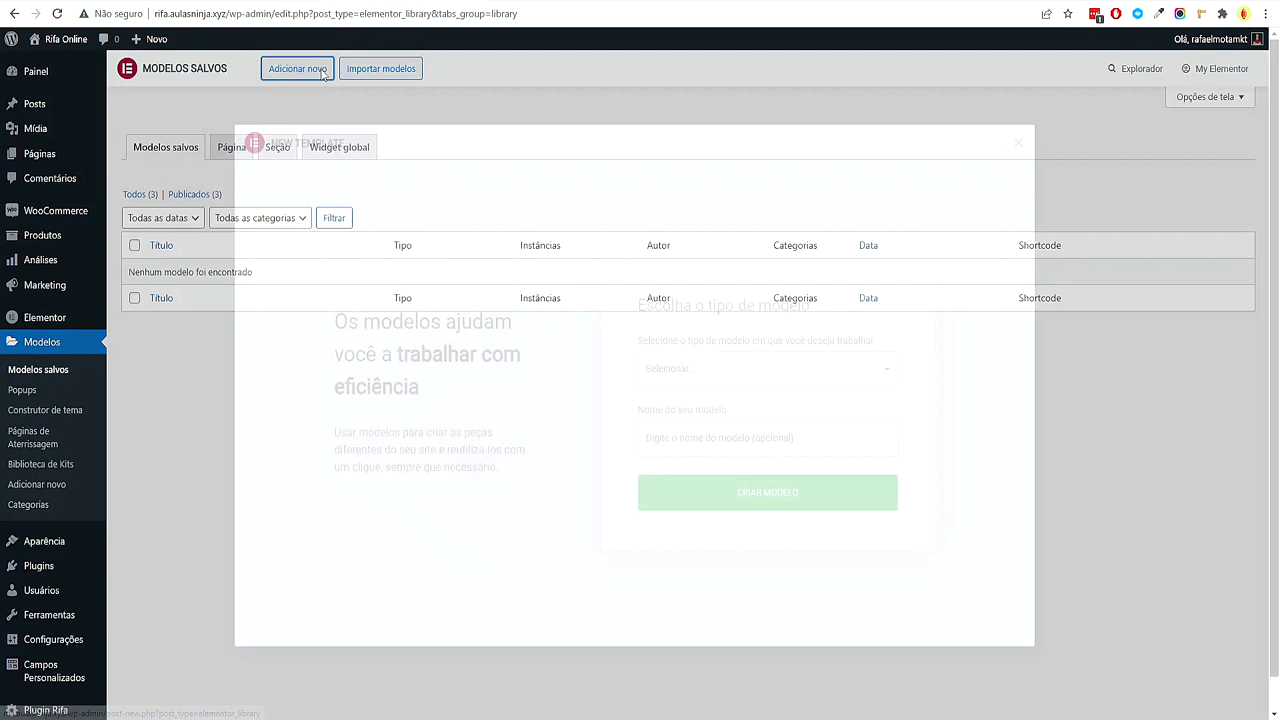 Não seguro
rifa.aulasninja.xyz/wp-admin/edit.php?post_type=elementor_library&tabs_group=library
1
Rifa Online
0
Novo
Olá, rafaelmotamkt
Painel
Posts
Mídia
Páginas
Comentários
WooCommerce
Produtos
Análises
Marketing
Elementor
Modelos
Modelos salvos
Popups
Construtor de tema
Páginas de
Aterrissagem
Biblioteca de Kits
Adicionar novo
Categorias
Aparência
Plugins
Usuários
Ferramentas
Configurações
Campos
Personalizados
Plugin Rifa
MODELOS SALVOS
Adicionar novo
Importar modelos
Explorador
My Elementor
Opções de tela
Modelos salvos
Página
Seção
Widget global
NEW TEMPLATE
Todos (3) | Publicados (3)
Todas as datas
Todas as categorias
Filtrar
Título Tipo Instâncias Autor Categorias Data Shortcode
Nenhum modelo foi encontrado
Título Tipo Instâncias Autor Categorias Data Shortcode
Os modelos ajudam
você a trabalhar com
eficiência
Usar modelos para criar as peças
diferentes do seu site e reutilizá-los com
um clique, sempre que necessário.
Escolha o tipo de modelo
Selecione o tipo de modelo em que você deseja trabalhar
Selecionar...
Nome do seu modelo
Digite o nome do modelo (opcional)
CRIAR MODELO